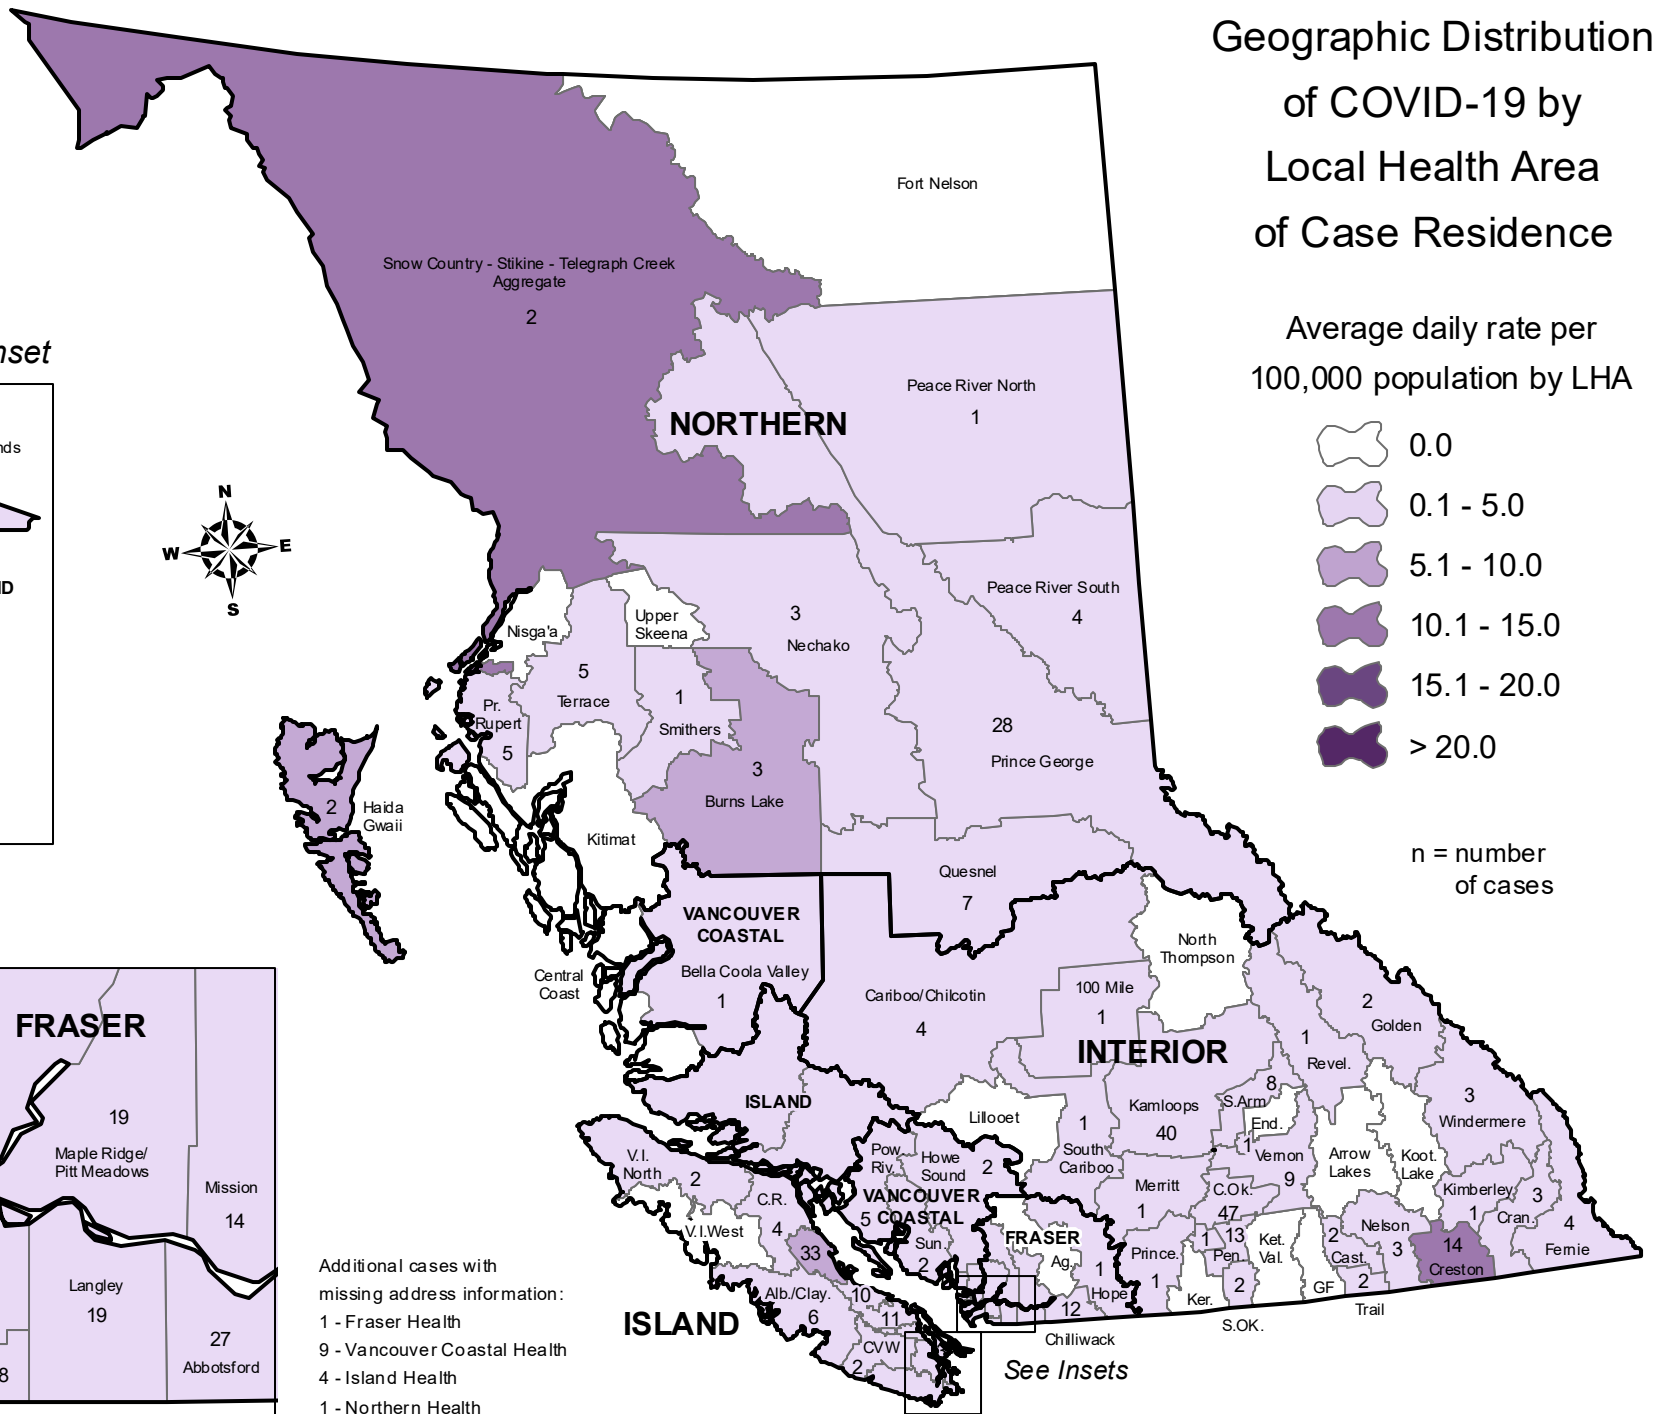 Geographic Distribution
of COVID-19 by
Local Health Area
of Case Residence
Average daily rate per
100,000 population by LHA
0.0
0.1 - 5.0
5.1 - 10.0
10.1 - 15.0
15.1 - 20.0
> 20.0
n = number
of cases
Fort Nelson
Snow Country - Stikine - Telegraph Creek
Aggregate
2
Peace River North
1
NORTHERN
Peace River South
4
N
W
E
S
Nisga'a
Upper
Skeena
3
Nechako
5
Terrace
1
Smithers
Pr.
Rupert
5
28
Prince George
3
Burns Lake
2
Haida
Gwaii
Kitimat
Quesnel
7
VANCOUVER
COASTAL
Bella Coola Valley
1
Central
Coast
Cariboo/Chilcotin
4
100 Mile
1
North
Thompson
INTERIOR
2
Golden
1
Revel.
3
Windermere
8
S.Arm
End.
1
Vernon
9
Kamloops
40
Lillooet
1
South
Cariboo
Arrow
Lakes
Koot.
Lake
Kimberley
1
3
Cran.
4
Fernie
Merritt
1
C.Ok.
47
1
13
Pen.
2
Ket.
Val.
Prince.
1
Ker.
S.OK.
GF
2
Cast.
2
Trail
Nelson
3
14
Creston
ISLAND
V.I.
North
2
C.R.
4
V.I.West
33
Alb./Clay.
6
10
11
CVW
2
ISLAND
Pow.
Riv.
5
Howe
Sound
2
VANCOUVER
COASTAL
Sun.
2
FRASER
Ag.
1
Hope
12
Chilliwack
See Insets
nset
nds
D
FRASER
19
Maple Ridge/
Pitt Meadows
Mission
14
Langley
19
27
Abbotsford
8
Additional cases with
missing address information:
1 - Fraser Health
9 - Vancouver Coastal Health
4 - Island Health
1 - Northern Health